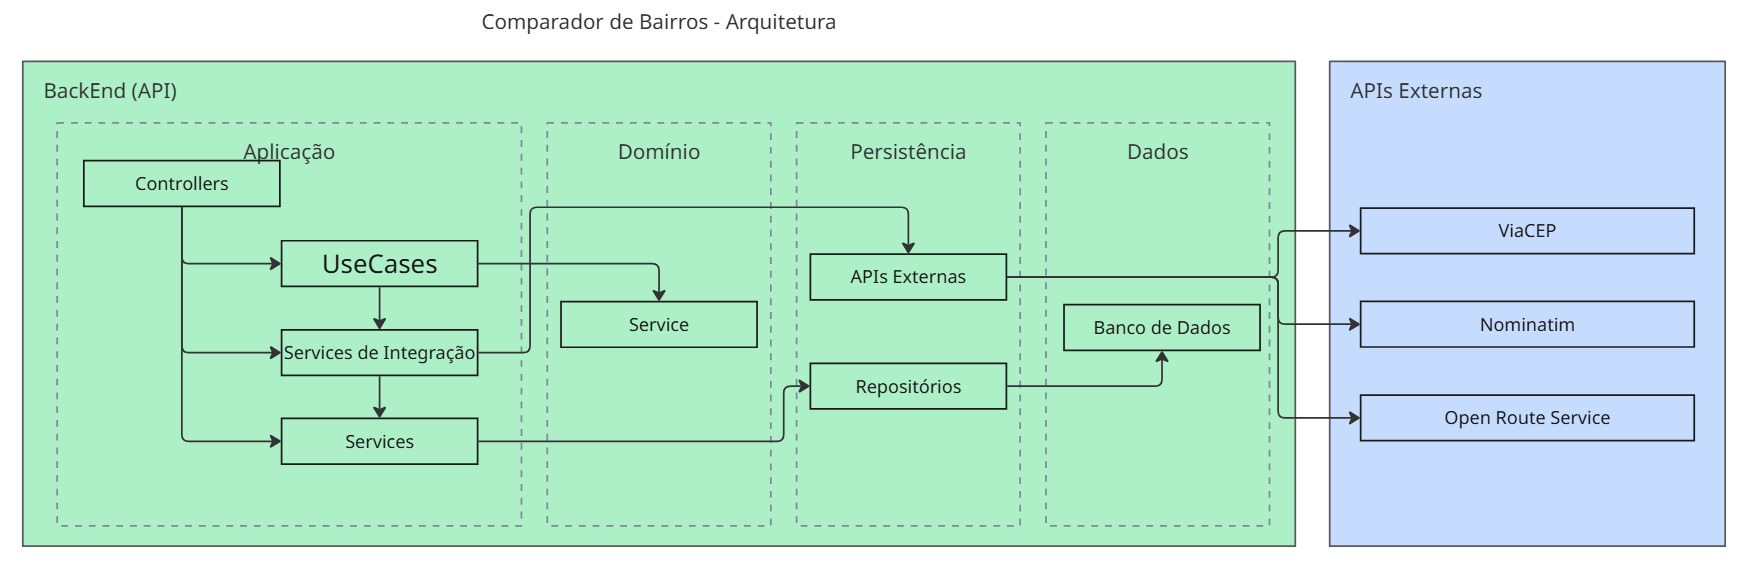 Comparador de Bairros - Arquitetura
BackEnd (API)
APIs Externas
Aplicação
Domínio
Persistência
Dados
Controllers
UseCases
Services de Integração
Services
Service
APIs Externas
Repositórios
Banco de Dados
ViaCEP
Nominatim
Open Route Service